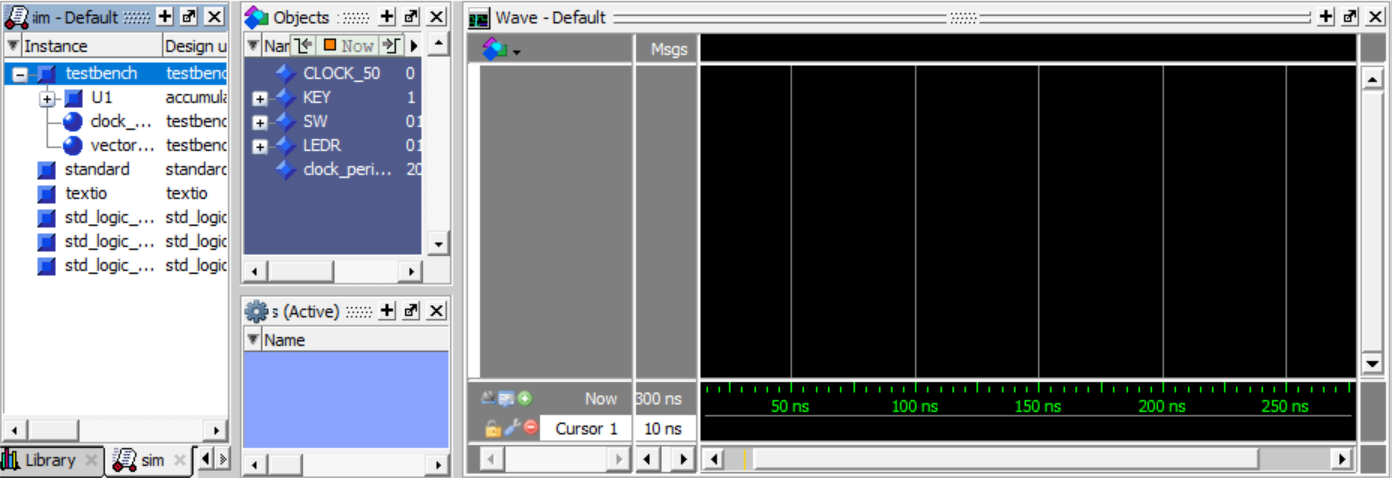 im - Default
Instance Design u
testbench testbenc
U1 accumula
clock_... testbenc
vector... testbenc
standard standarc
textio textio
std_logic_... std_logic
std_logic_... std_logic
std_logic_... std_logic
Library sim
Objects
Nar Now
CLOCK_50 0
KEY 1
SW 01
LEDR 01
clock_peri... 20
s (Active)
Name
Wave - Default
Msgs
Now 300 ns
Cursor 1 10 ns
50 ns 100 ns 150 ns 200 ns 250 ns